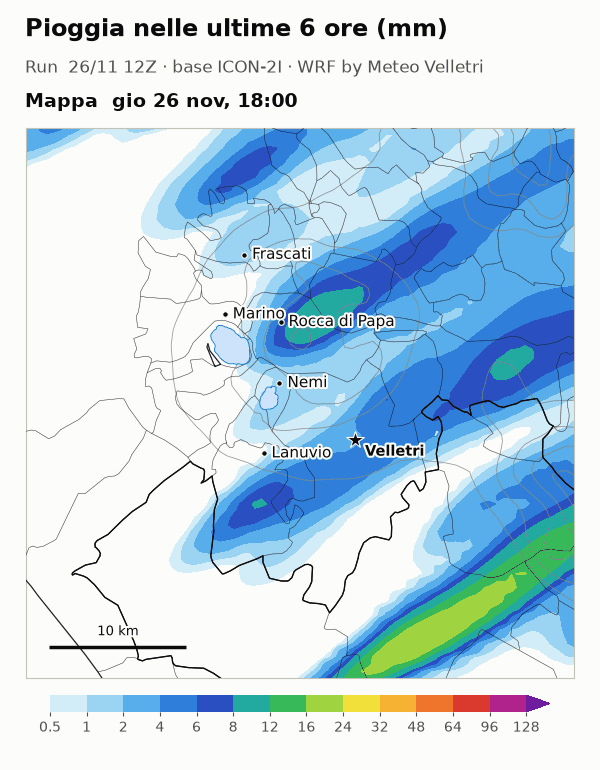 Pioggia nelle ultime 6 ore (mm)
Run  26/11 12Z · base ICON-2I · WRF by Meteo Velletri
Mappa  gio 26 nov, 18:00
Frascati
Marino
Rocca di Papa
Nemi
Velletri
Lanuvio
10 km
0.5 1 2 4 6 8 12 16 24 32 48 64 96 128